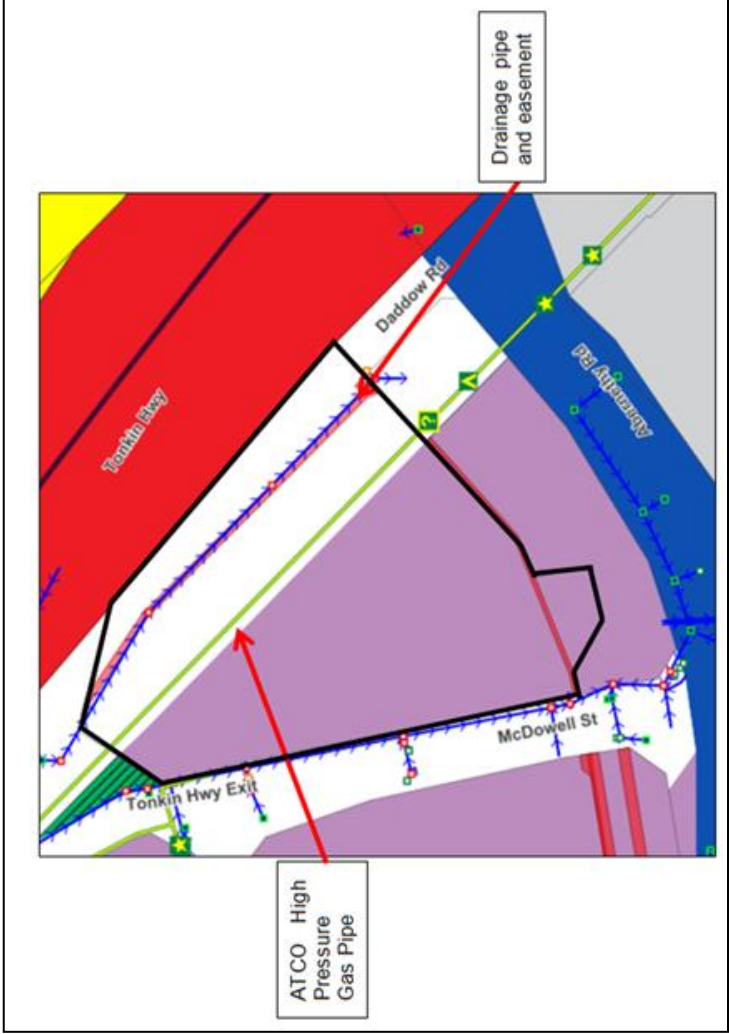 Drainage pipe
and easement
Tonkin Hwy
Daddow Rd
Abernethy Rd
?
McDowell St
Tonkin Hwy Exit
ATCO High
Pressure
Gas Pipe